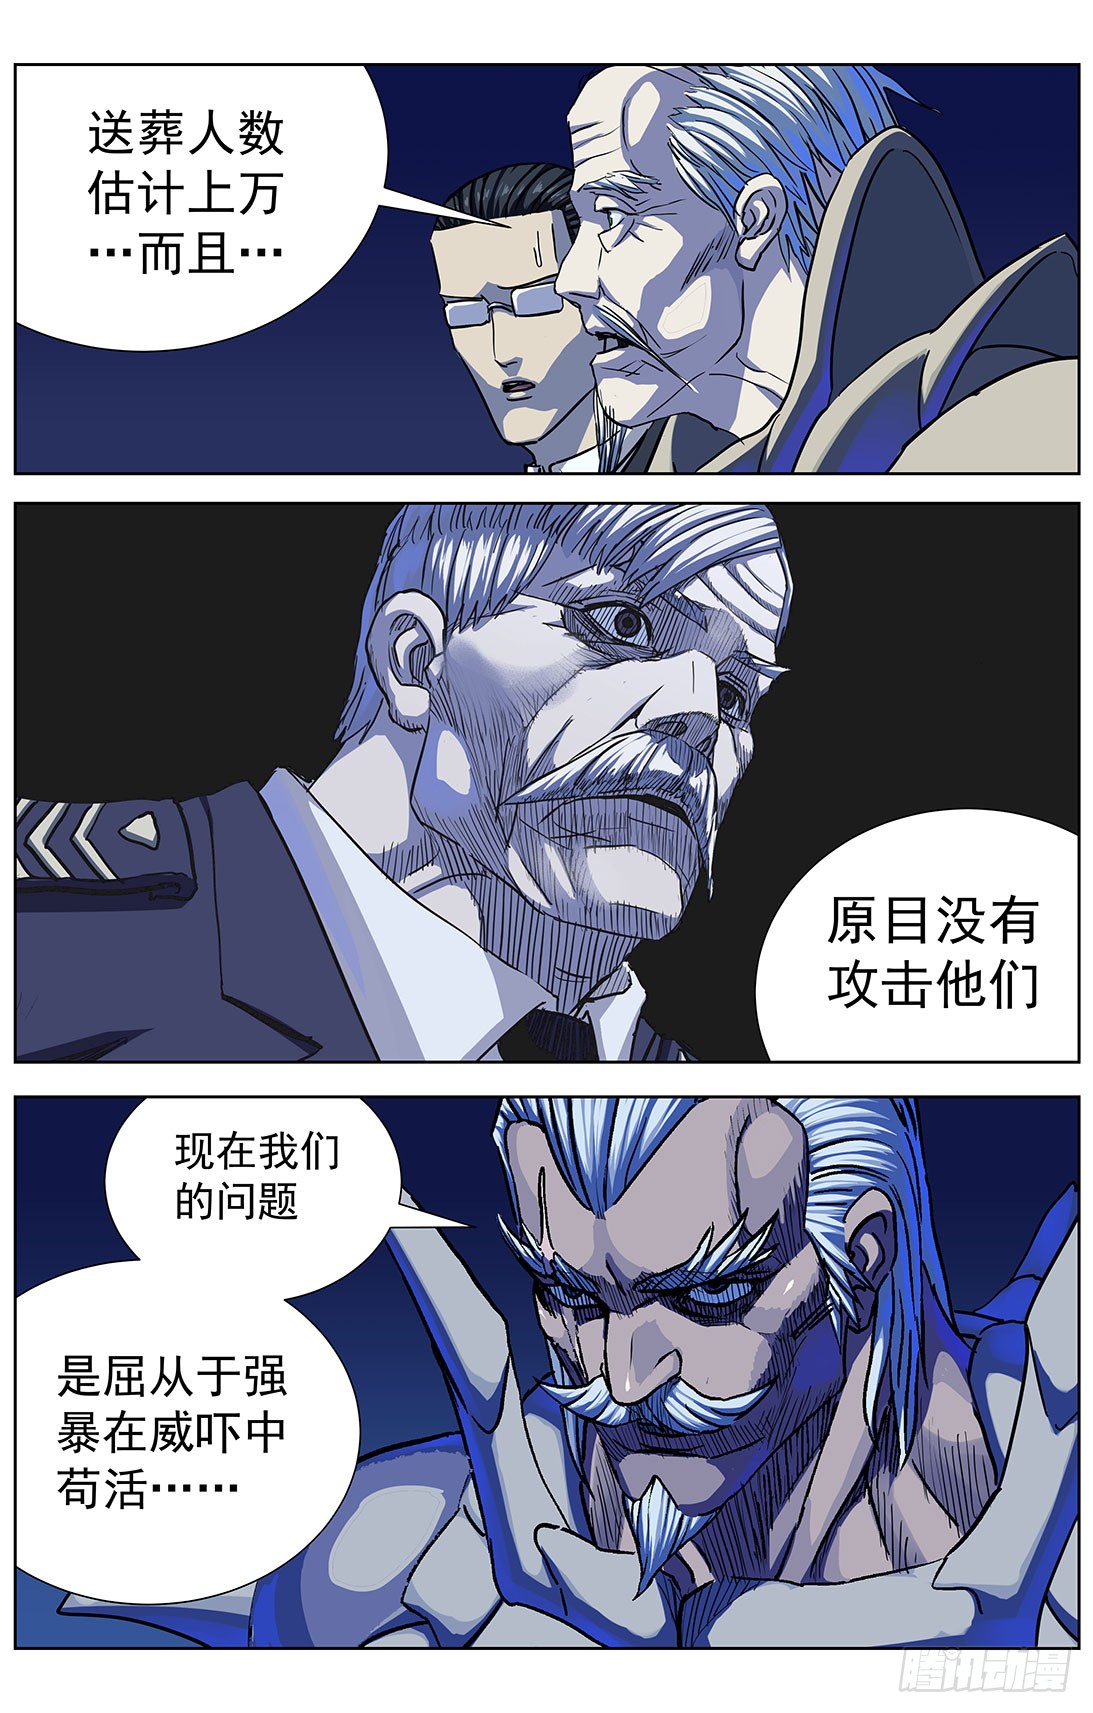 送葬人数
估计上万
…而且…
原目没有
攻击他们
现在我们
的问题
是屈从于强
暴在威吓中
苟活……
腾讯动漫